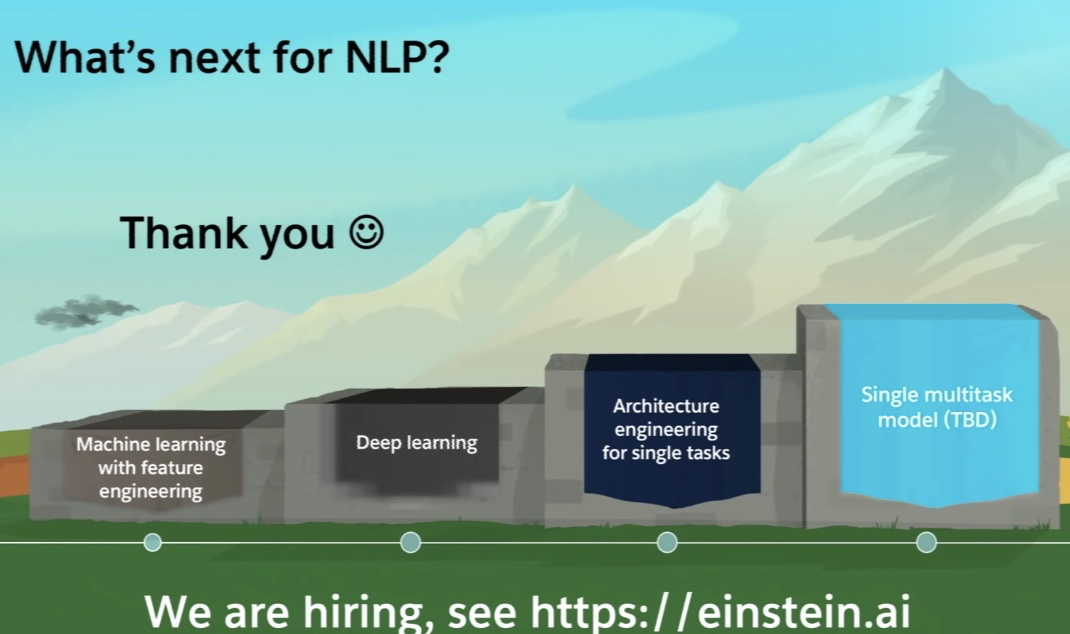 What's next for NLP?
Thank you ☺
Machine learning
with feature
engineering
Deep learning
Architecture
engineering
for single tasks
Single multitask
model (TBD)
We are hiring, see https://einstein.ai